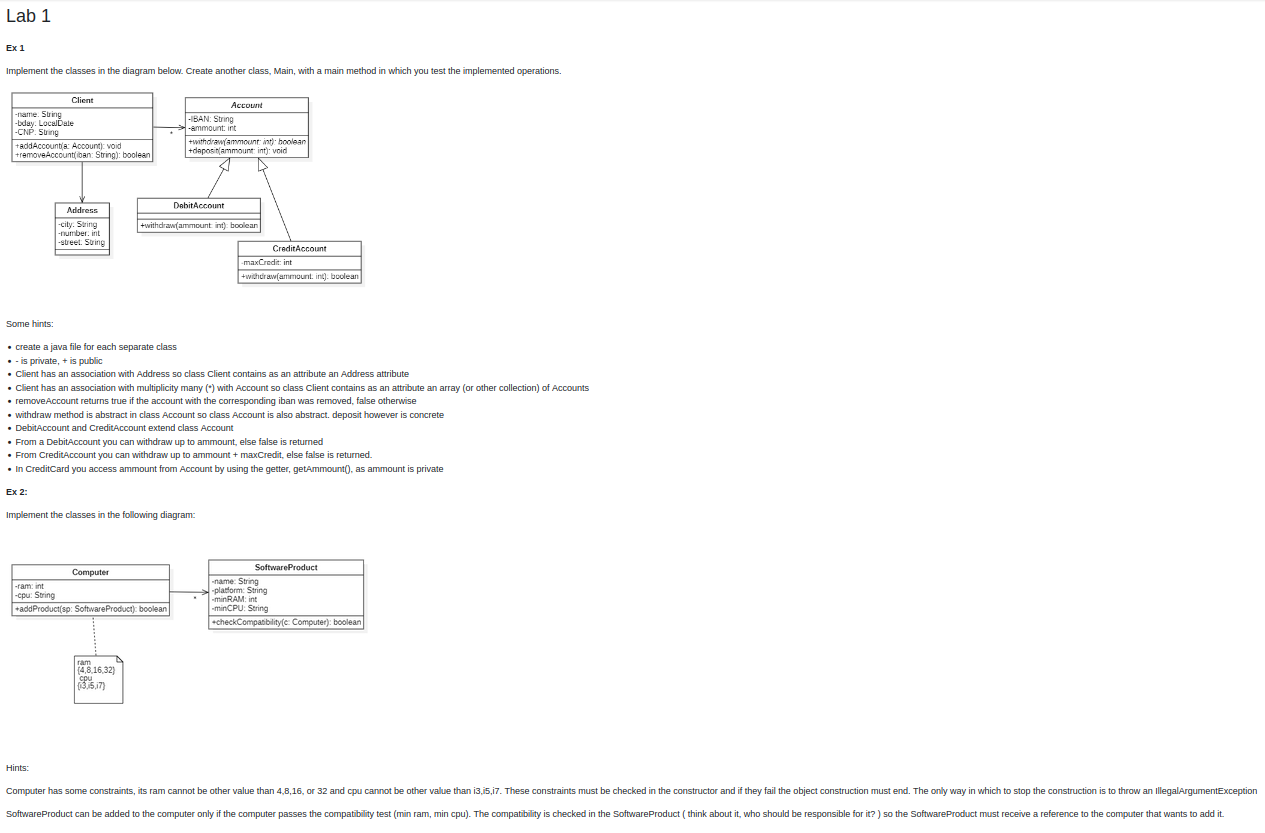 Lab 1
Ex 1
Implement the classes in the diagram below. Create another class, Main, with a main method in which you test the implemented operations.
Client
-name: String
-bday: LocalDate
-CNP: String
+addAccount(a: Account): void
+removeAccount(iban: String): boolean
*
Account
-IBAN: String
-ammount: int
+withdraw(ammount: int): boolean
+deposit(ammount: int): void
Address
-city: String
-number: int
-street: String
DebitAccount
+withdraw(ammount: int): boolean
CreditAccount
-maxCredit: int
+withdraw(ammount: int): boolean
Some hints:
• create a java file for each separate class
• - is private, + is public
• Client has an association with Address so class Client contains as an attribute an Address attribute
• Client has an association with multiplicity many (*) with Account so class Client contains as an attribute an array (or other collection) of Accounts
• removeAccount returns true if the account with the corresponding iban was removed, false otherwise
• withdraw method is abstract in class Account so class Account is also abstract. deposit however is concrete
• DebitAccount and CreditAccount extend class Account
• From a DebitAccount you can withdraw up to ammount, else false is returned
• From CreditAccount you can withdraw up to ammount + maxCredit, else false is returned.
• In CreditCard you access ammount from Account by using the getter, getAmmount(), as ammount is private
Ex 2:
Implement the classes in the following diagram:
Computer
-ram: int
-cpu: String
+addProduct(sp: SoftwareProduct): boolean
*
SoftwareProduct
-name: String
-platform: String
-minRAM: int
-minCPU: String
+checkCompatibility(c: Computer): boolean
ram
{4,8,16,32}
cpu
{i3,i5,i7}
Hints:
Computer has some constraints, its ram cannot be other value than 4,8,16, or 32 and cpu cannot be other value than i3,i5,i7. These constraints must be checked in the constructor and if they fail the object construction must end. The only way in which to stop the construction is to throw an IllegalArgumentException
SoftwareProduct can be added to the computer only if the computer passes the compatibility test (min ram, min cpu). The compatibility is checked in the SoftwareProduct ( think about it, who should be responsible for it? ) so the SoftwareProduct must receive a reference to the computer that wants to add it.